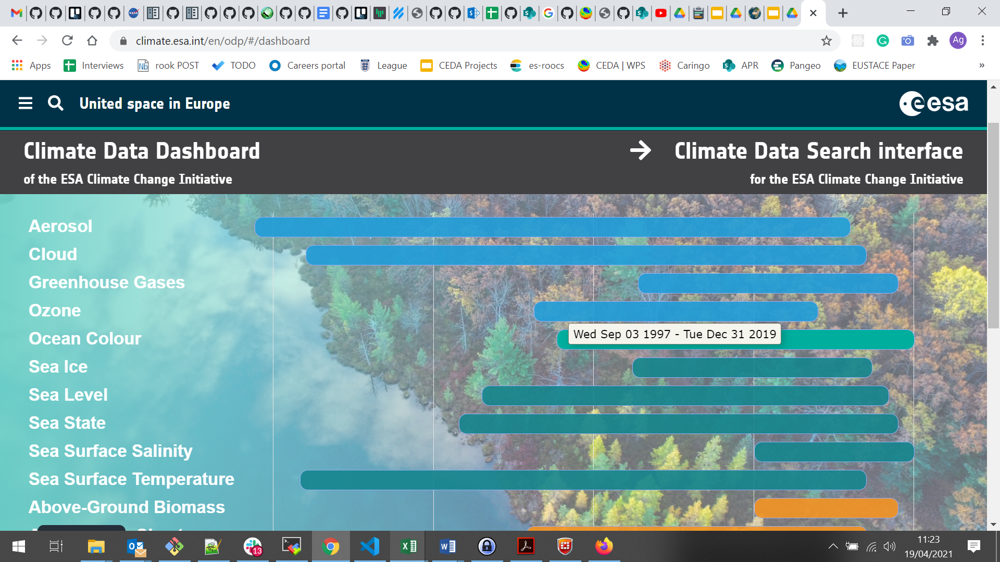 climate.esa.int/en/odp/#/dashboard
Ag
Apps
Interviews
Nb
rook POST
TODO
Careers portal
League
CEDA Projects
es-roocs
CEDA | WPS
Caringo
APR
Pangeo
EUSTACE Paper
»
United space in Europe
esa
Climate Data Dashboard
of the ESA Climate Change Initiative
Climate Data Search interface
for the ESA Climate Change Initiative
Aerosol
Cloud
Greenhouse Gases
Ozone
Wed Sep 03 1997 - Tue Dec 31 2019
Ocean Colour
Sea Ice
Sea Level
Sea State
Sea Surface Salinity
Sea Surface Temperature
Above-Ground Biomass
13
11:23
19/04/2021